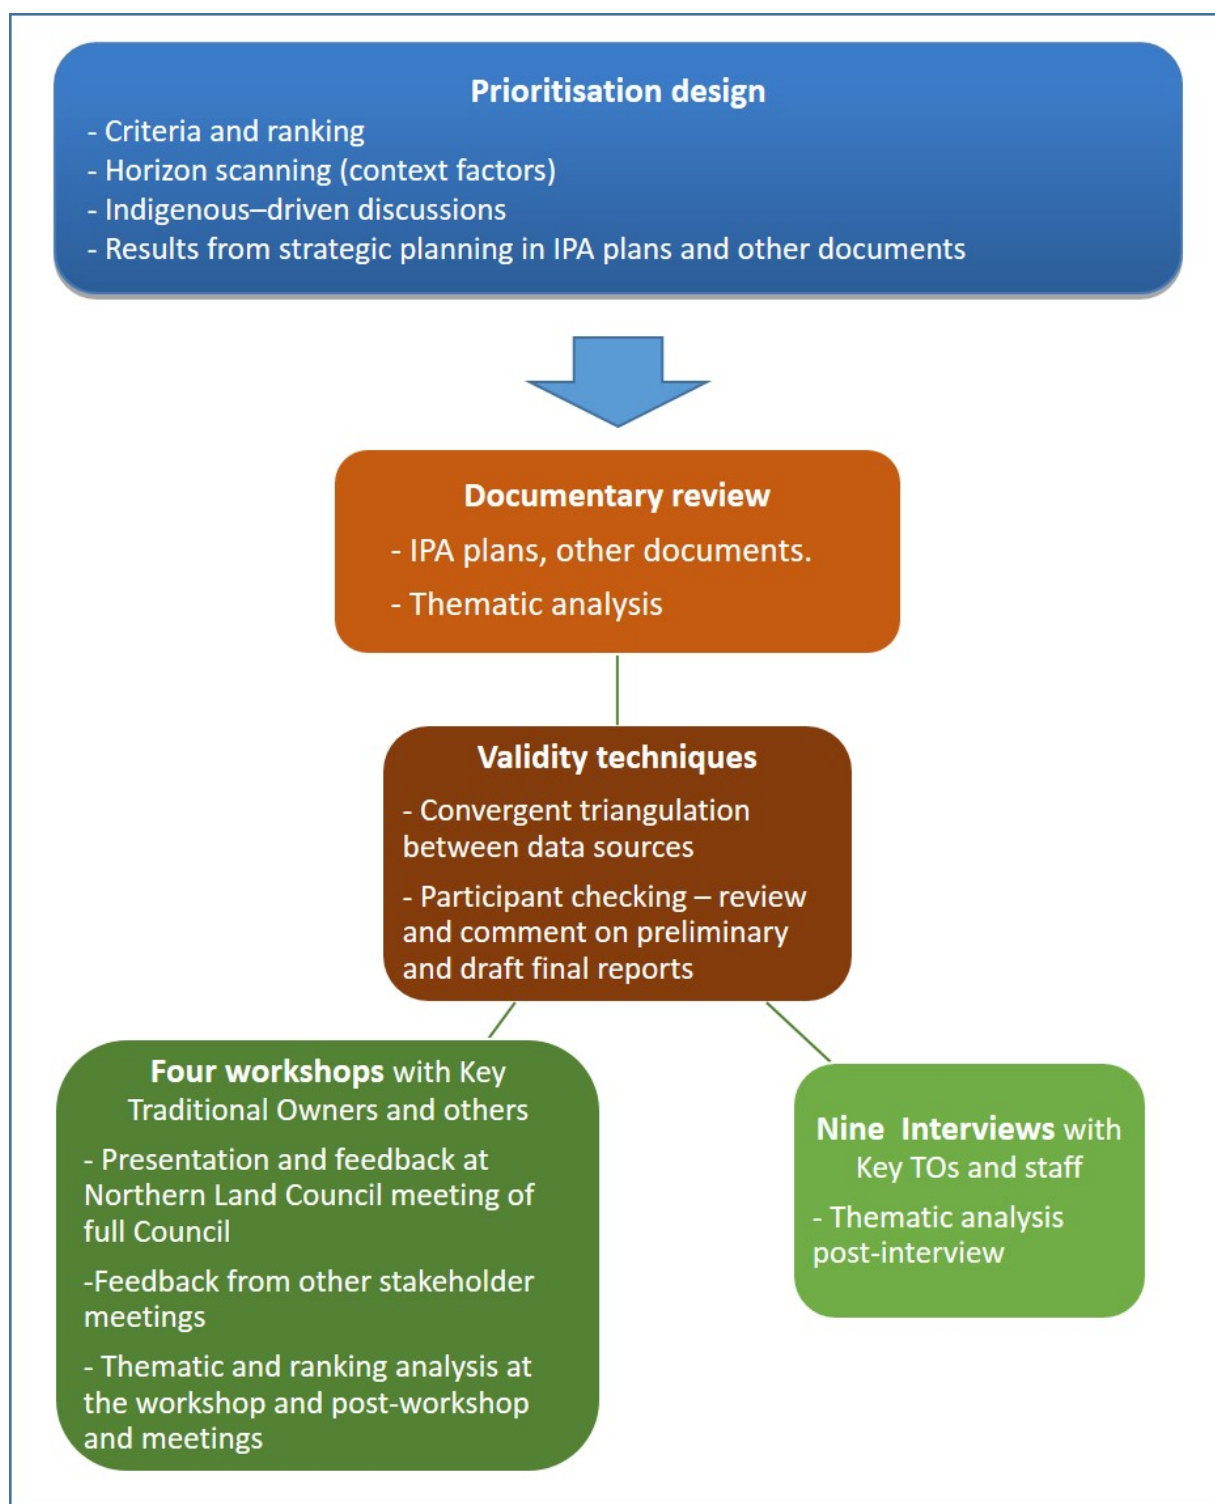 Prioritisation design
- Criteria and ranking
- Horizon scanning (context factors)
- Indigenous–driven discussions
- Results from strategic planning in IPA plans and other documents
Documentary review
- IPA plans, other documents.
- Thematic analysis
Validity techniques
- Convergent triangulation
between data sources
- Participant checking – review
and comment on preliminary
and draft final reports
Four workshops with Key
Traditional Owners and others
- Presentation and feedback at
Northern Land Council meeting of
full Council
-Feedback from other stakeholder
meetings
- Thematic and ranking analysis at
the workshop and post-workshop
and meetings
Nine  Interviews with
Key TOs and staff
- Thematic analysis
post-interview